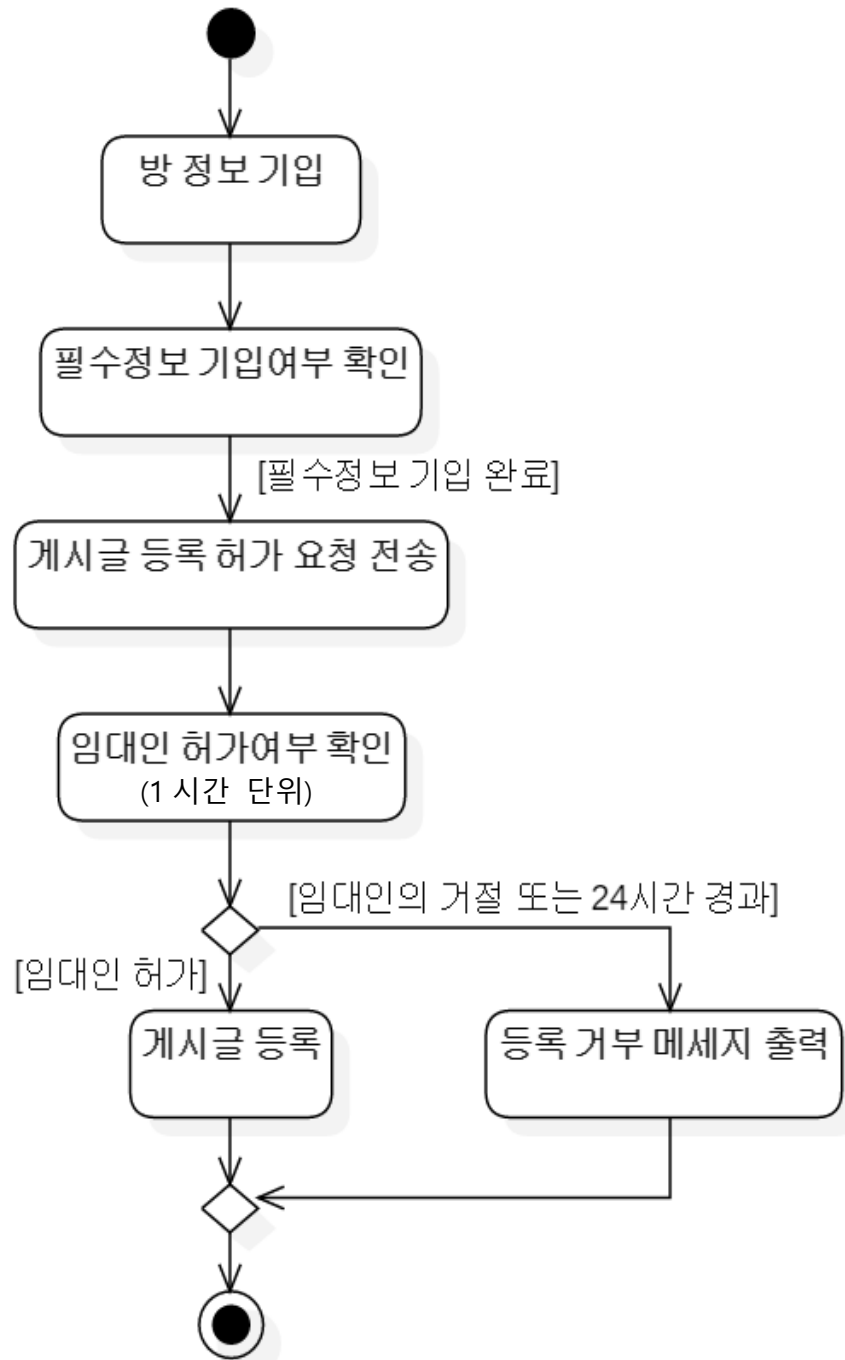 방 정보 기입
필수정보 기입여부 확인
[필수정보 기입 완료]
게시글 등록 허가 요청 전송
임대인 허가여부 확인
(1 시간 단위)
[임대인의 거절 또는 24시간 경과]
[임대인 허가]
게시글 등록
등록 거부 메세지 출력